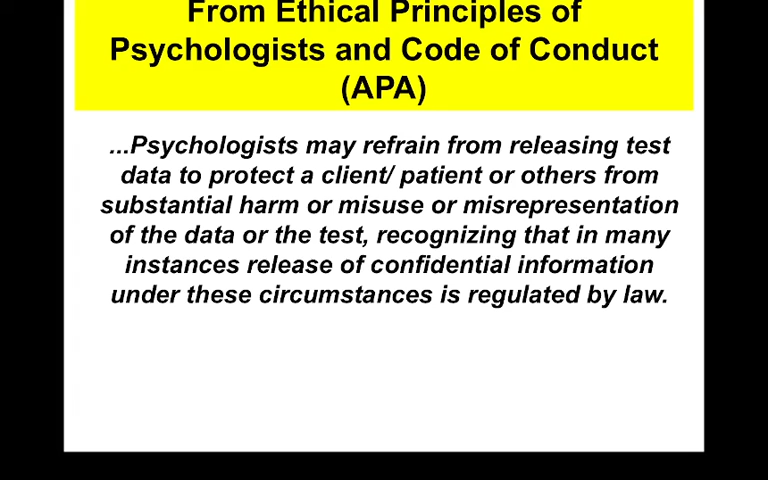 From Ethical Principles of
Psychologists and Code of Conduct
(APA)
...Psychologists may refrain from releasing test
data to protect a client/ patient or others from
substantial harm or misuse or misrepresentation
of the data or the test, recognizing that in many
instances release of confidential information
under these circumstances is regulated by law.